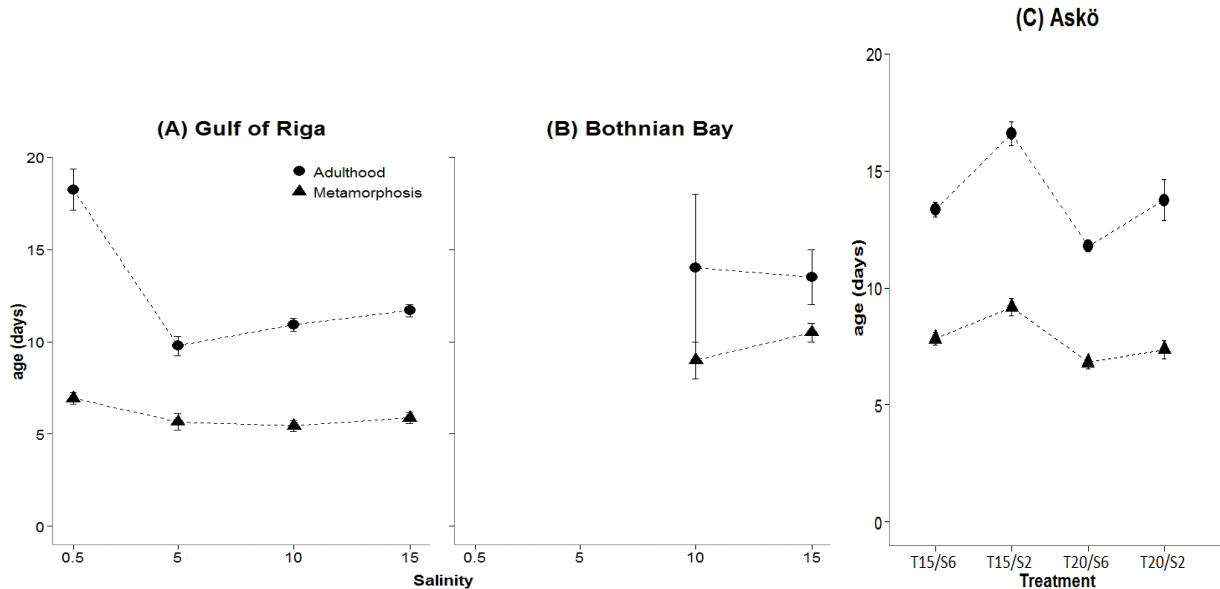 (A) Gulf of Riga
20
15
10
5
0
age (days)
Adulthood
Metamorphosis
0.5 5 10 15
(B) Bothnian Bay
0.5 5 10 15
Salinity
(C) Askö
20
15
10
5
0
age (days)
T15/S6 T15/S2 T20/S6 T20/S2
Treatment